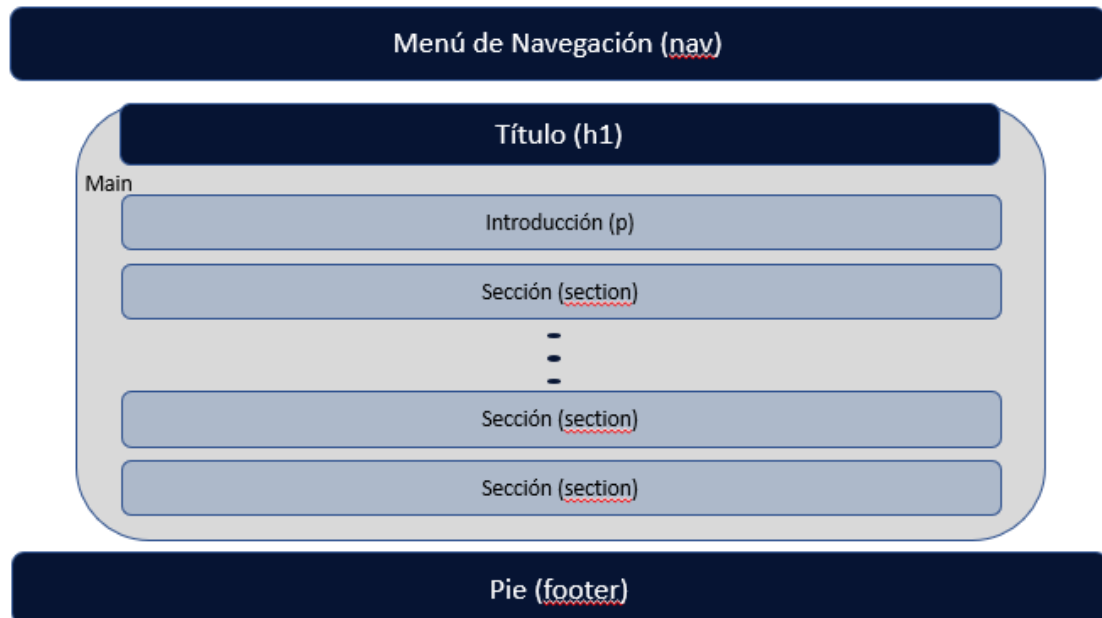 Menú de Navegación (nav)
Título (h1)
Main
Introducción (p)
Sección (section)
Sección (section)
Sección (section)
Pie (footer)